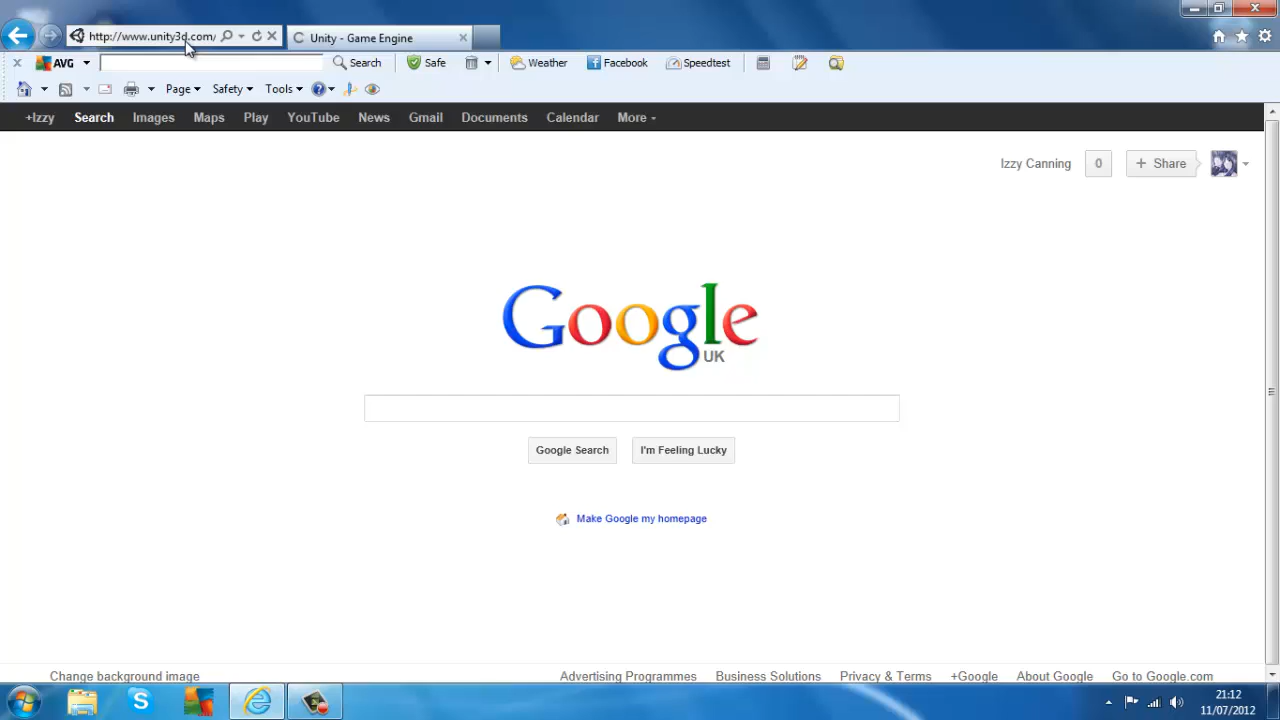 http://www.unity3d.com/
Unity - Game Engine
AVG
Search
Safe
Weather
Facebook
Speedtest
Page
Safety
Tools
+Izzy
Search
Images
Maps
Play
YouTube
News
Gmail
Documents
Calendar
More
Izzy Canning
0
+ Share
Google
UK
Google Search
I'm Feeling Lucky
Make Google my homepage
Change background image
Advertising Programmes
Business Solutions
Privacy & Terms
+Google
About Google
Go to Google.com
21:12
11/07/2012